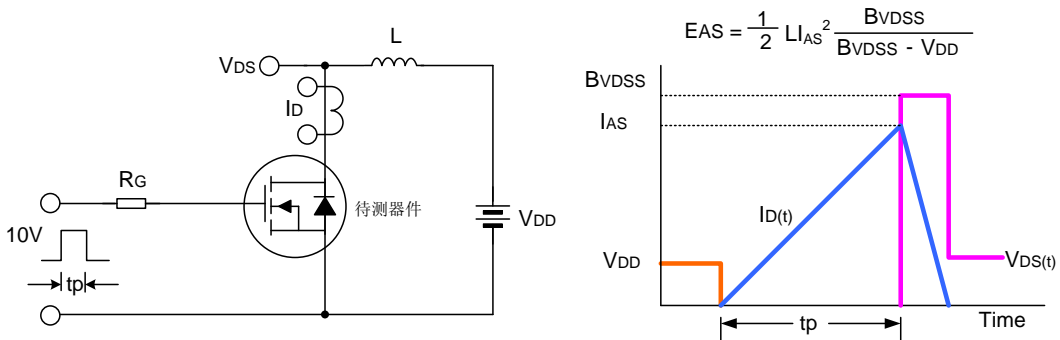 L
VDS
ID
RG
待测器件
10V
tp
VDD
EAS = 1/2 LIAS² BVDSS/(BVDSS - VDD)
BVDSS
IAS
ID(t)
VDD
VDS(t)
tp
Time